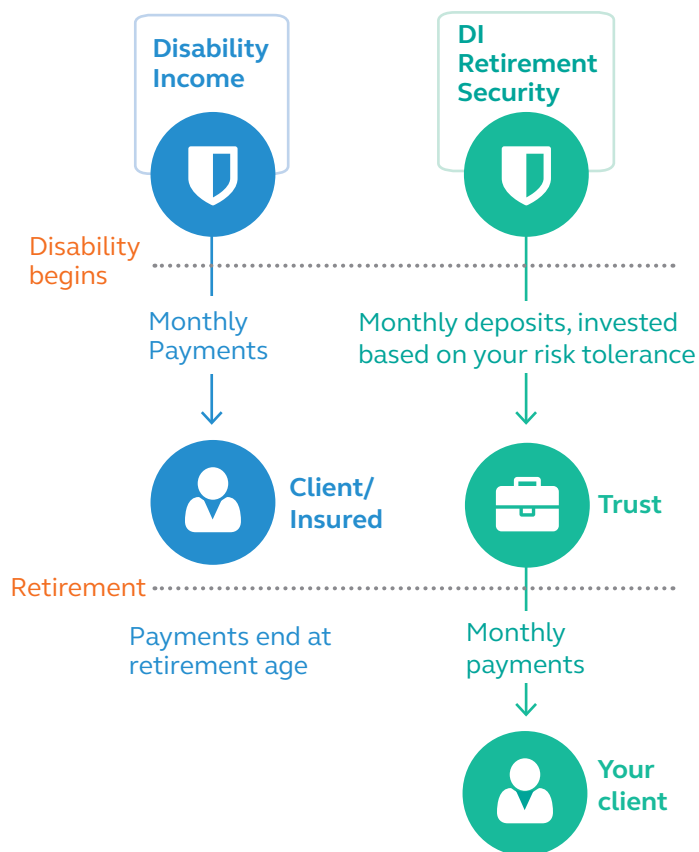 Disability
Income
DI
Retirement
Security
Disability
begins
Monthly
Payments
Monthly deposits, invested
based on your risk tolerance
Client/
Insured
Trust
Retirement
Payments end at
retirement age
Monthly
payments
Your
client